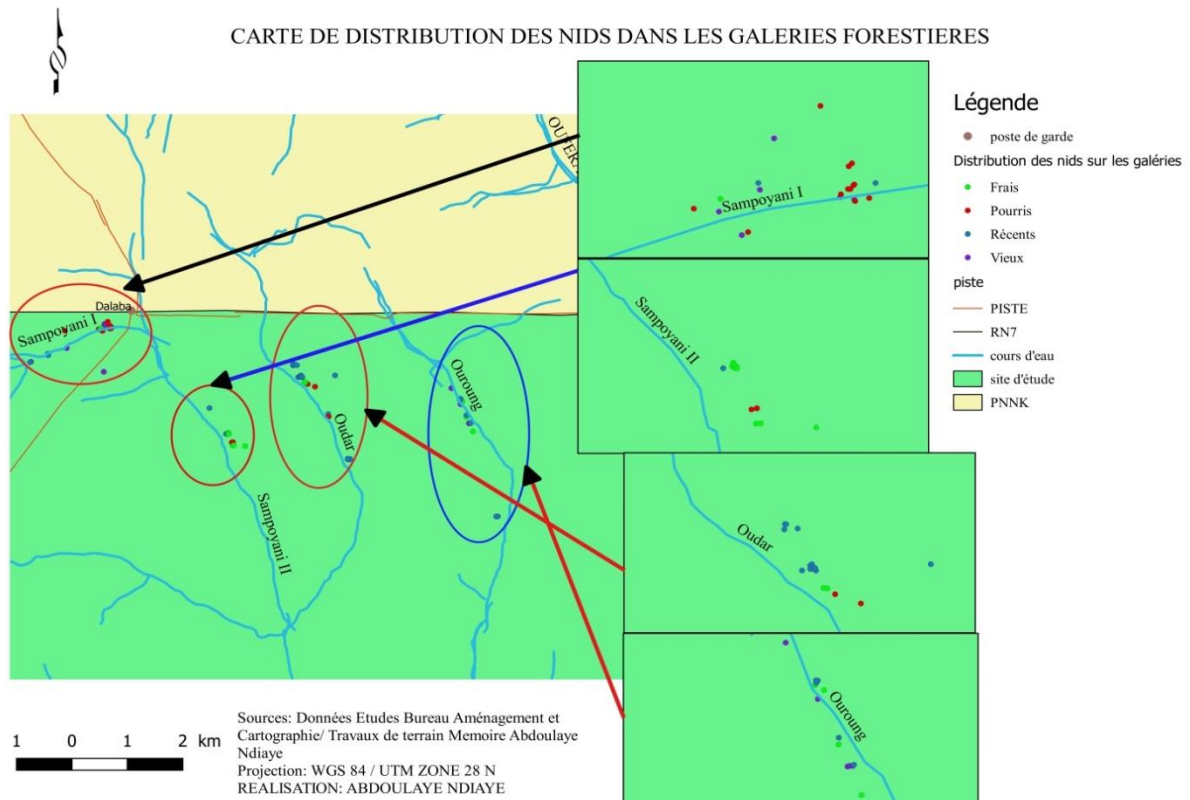 CARTE DE DISTRIBUTION DES NIDS DANS LES GALERIES FORESTIERES
Dalaba
Sampoyani I
Sampoyani II
Oudar
Ouroung
Sampoyani I
Sampoyani II
Oudar
Ouroung
Légende
poste de garde
Distribution des nids sur les galéries
Frais
Pourris
Récents
Vieux
piste
PISTE
RN7
cours d'eau
site d'étude
PNNK
1 0 1 2 km
Sources: Données Etudes Bureau Aménagement et
Cartographie/ Travaux de terrain Memoire Abdoulaye
Ndiaye
Projection: WGS 84 / UTM ZONE 28 N
REALISATION: ABDOULAYE NDIAYE